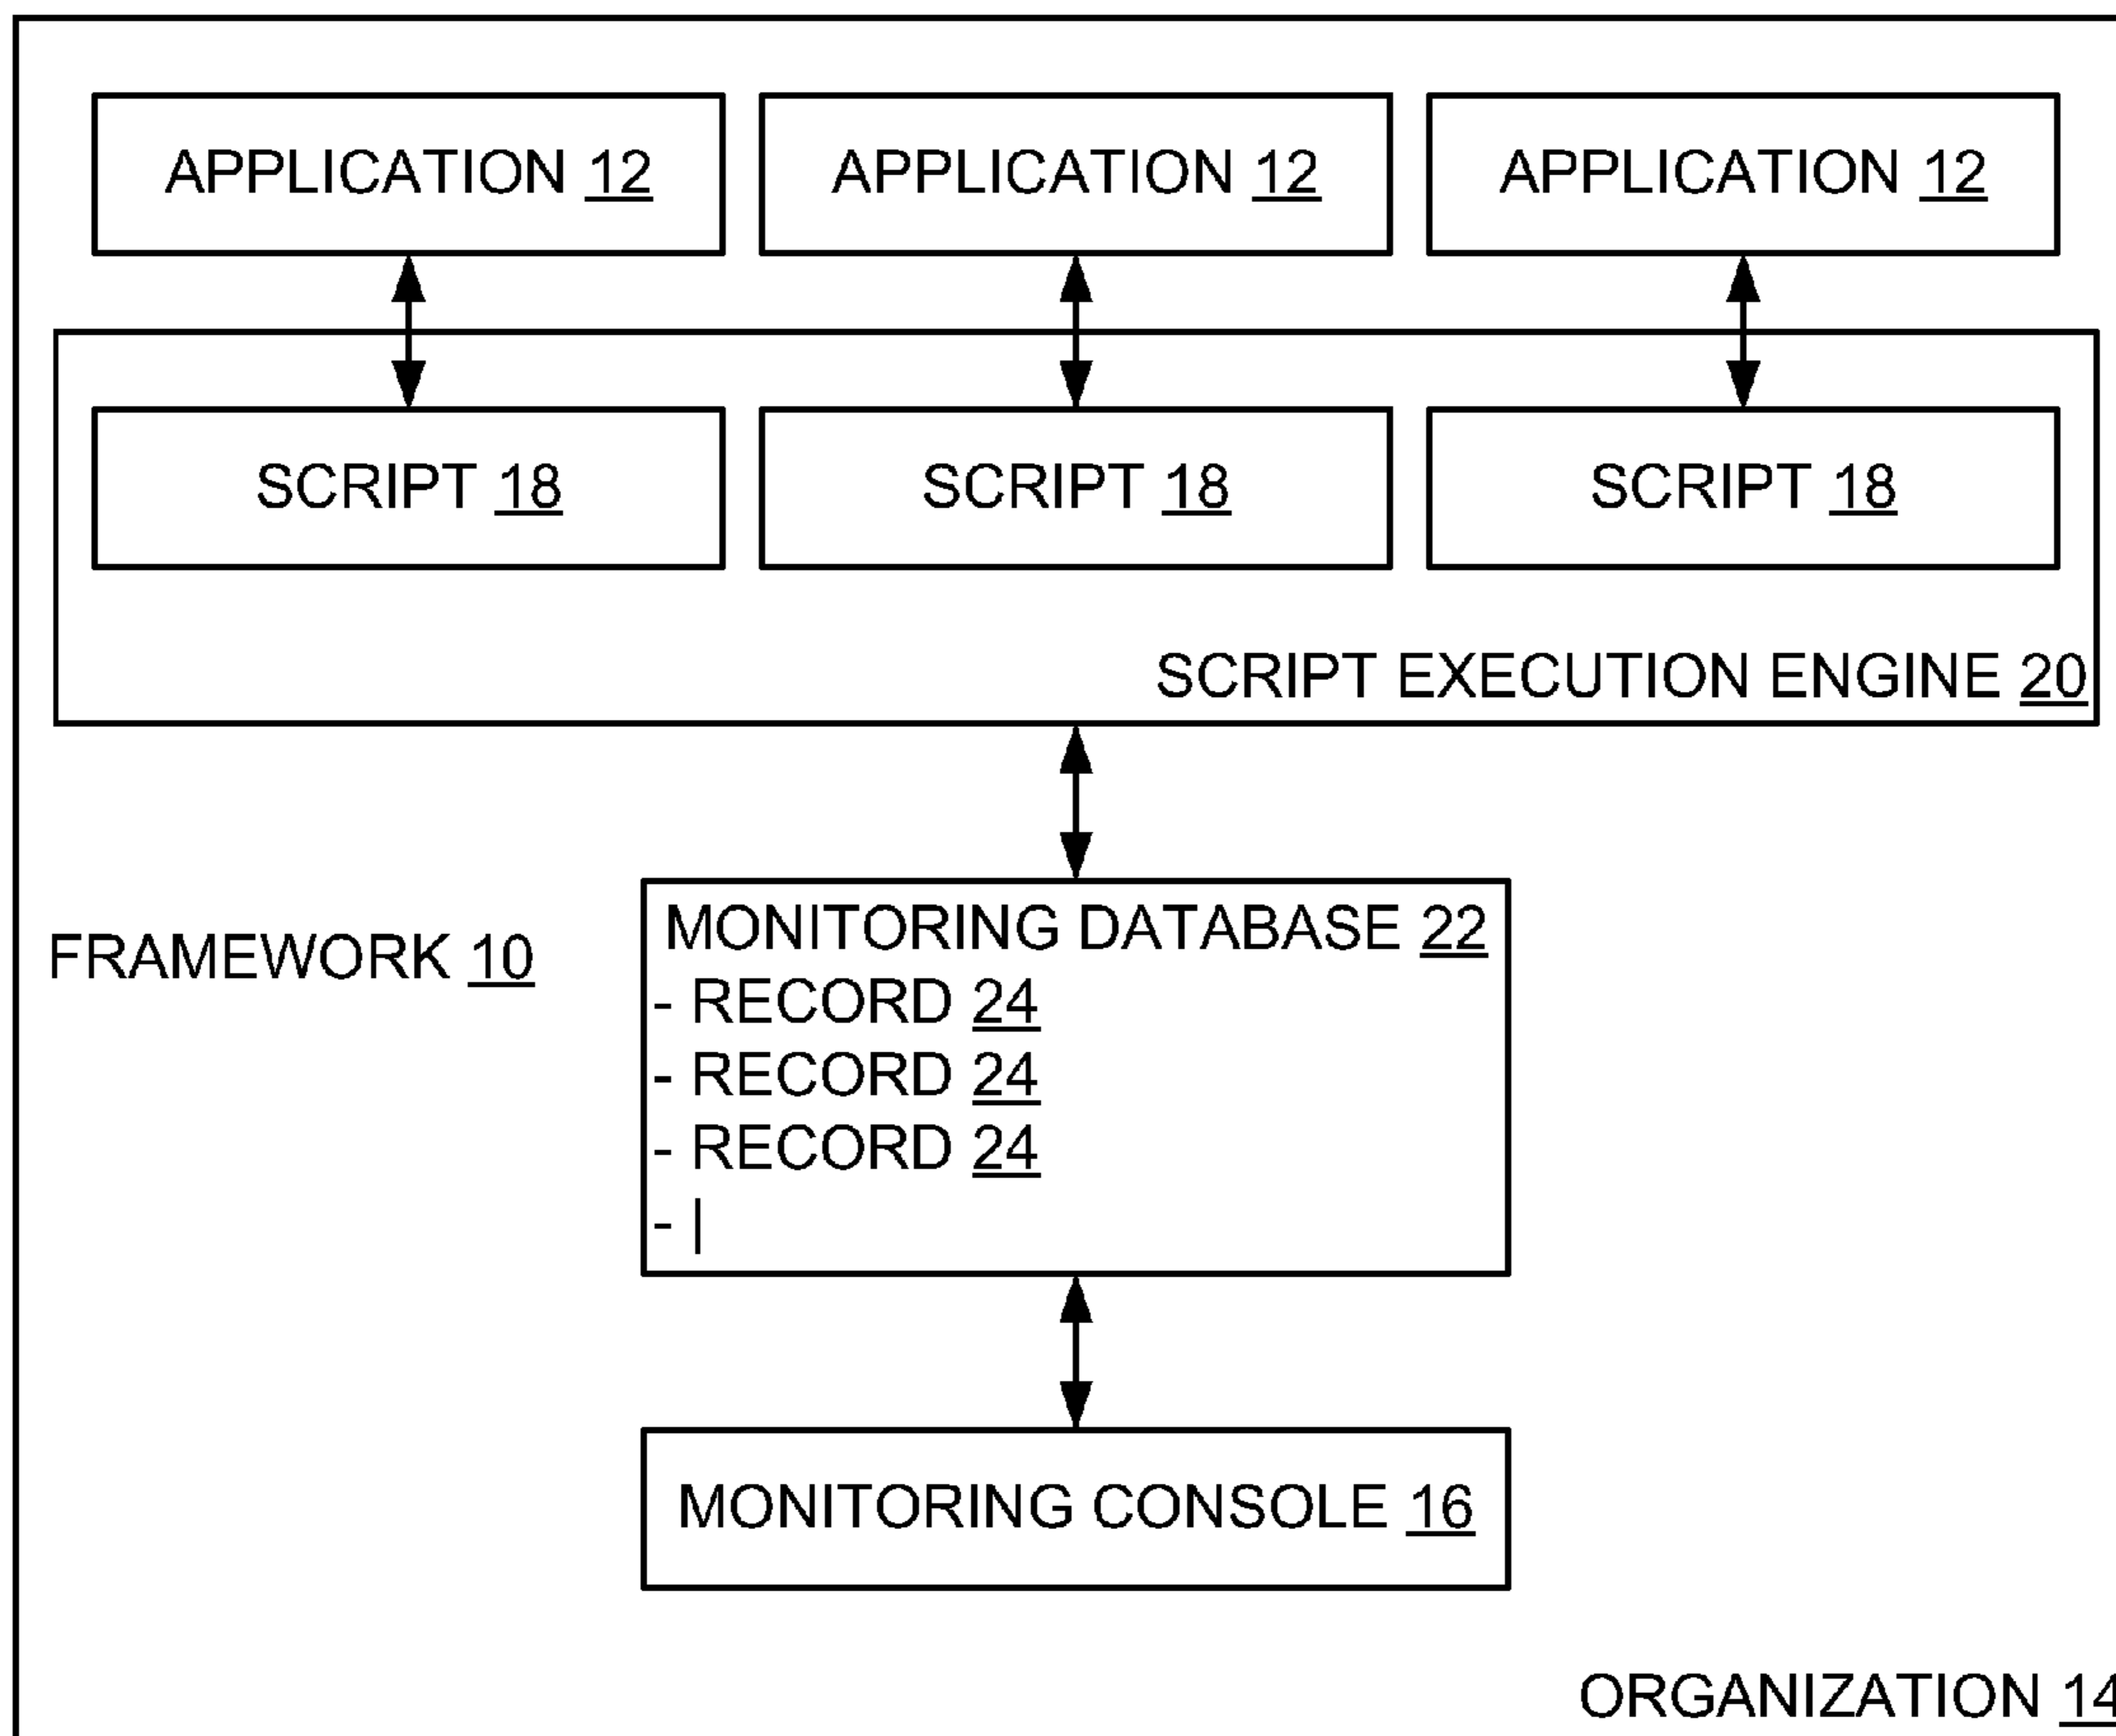 APPLICATION 12 APPLICATION 12 APPLICATION 12
SCRIPT 18 SCRIPT 18 SCRIPT 18
SCRIPT EXECUTION ENGINE 20
MONITORING DATABASE 22
FRAMEWORK 10
- RECORD 24
- RECORD 24
- RECORD 24
- |
MONITORING CONSOLE 16
ORGANIZATION 14